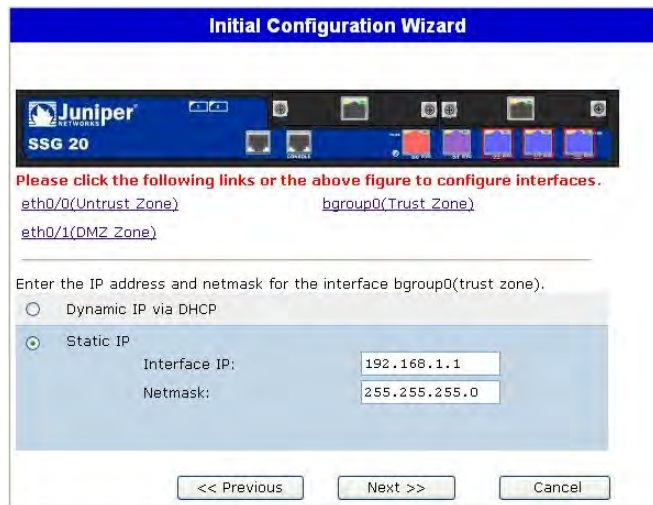 Initial Configuration Wizard
Juniper
NETWORKS
SSG 20
CONSOLE
Please click the following links or the above figure to configure interfaces.
eth0/0(Untrust Zone) bgroup0(Trust Zone)
eth0/1(DMZ Zone)
Enter the IP address and netmask for the interface bgroup0(trust zone).
Dynamic IP via DHCP
Static IP
Interface IP: 192.168.1.1
Netmask: 255.255.255.0
<< Previous Next >> Cancel